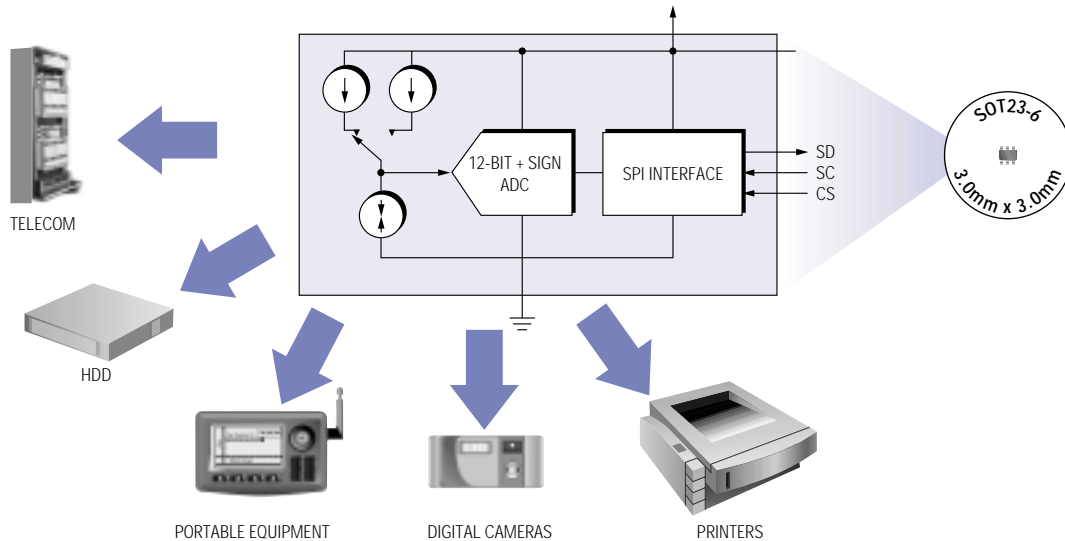 SOT23-6
3.0mm x 3.0mm
12-BIT + SIGN
ADC
SPI INTERFACE
SD
SC
CS
TELECOM
HDD
PORTABLE EQUIPMENT
DIGITAL CAMERAS
PRINTERS